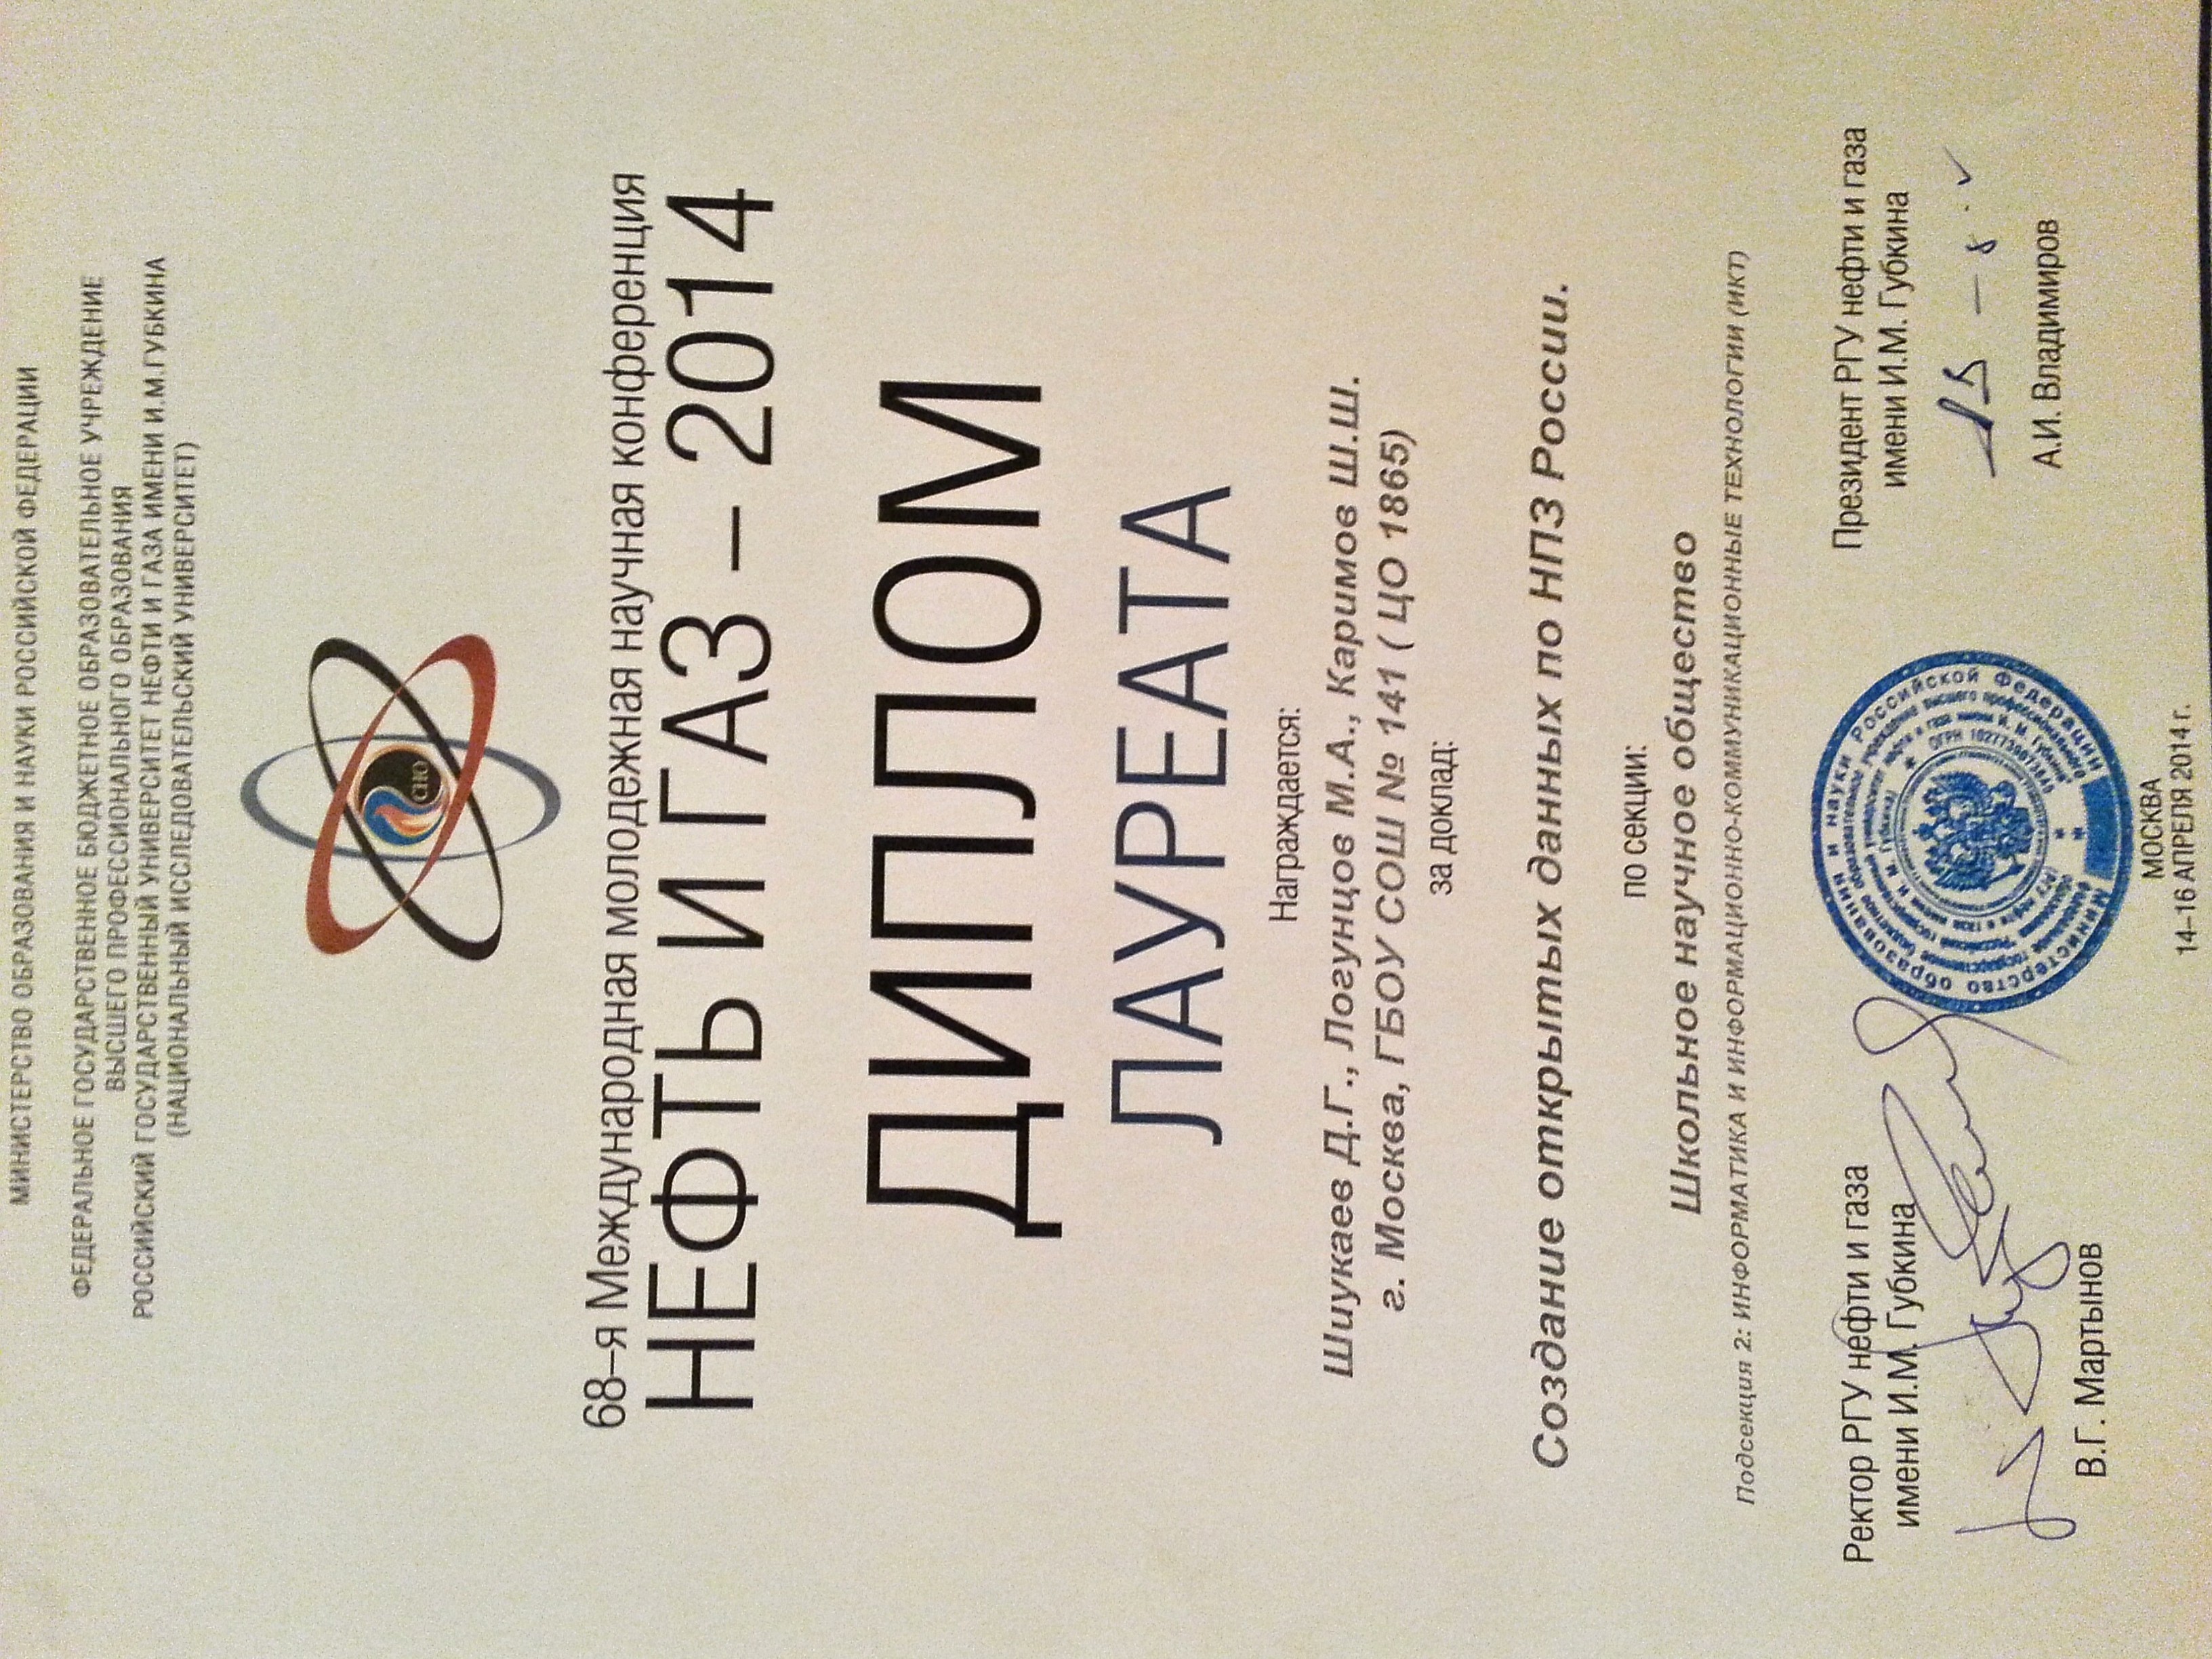 МИНИСТЕРСТВО ОБРАЗОВАНИЯ И НАУКИ РОССИЙСКОЙ ФЕДЕРАЦИИ
ФЕДЕРАЛЬНОЕ ГОСУДАРСТВЕННОЕ БЮДЖЕТНОЕ ОБРАЗОВАТЕЛЬНОЕ УЧРЕЖДЕНИЕ
ВЫСШЕГО ПРОФЕССИОНАЛЬНОГО ОБРАЗОВАНИЯ
РОССИЙСКИЙ ГОСУДАРСТВЕННЫЙ УНИВЕРСИТЕТ НЕФТИ И ГАЗА ИМЕНИ И.М.ГУБКИНА
(НАЦИОНАЛЬНЫЙ ИССЛЕДОВАТЕЛЬСКИЙ УНИВЕРСИТЕТ)
СНО
68–я Международная молодежная научная конференция
НЕФТЬ И ГАЗ – 2014
ДИПЛОМ
ЛАУРЕАТА
Награждается:
Шиукаев Д.Г., Логунцов М.А., Каримов Ш.Ш.
г. Москва, ГБОУ СОШ № 141 ( ЦО 1865)
за доклад:
Создание открытых данных по НПЗ России.
по секции:
Школьное научное общество
Подсекция 2: ИНФОРМАТИКА И ИНФОРМАЦИОННО-КОММУНИКАЦИОННЫЕ ТЕХНОЛОГИИ (ИКТ)
Ректор РГУ нефти и газа
имени И.М. Губкина
В.Г. Мартынов
Министерство образования и науки Российской Федерации
Президент РГУ нефти и газа
имени И.М. Губкина
А.И. Владимиров
МОСКВА
14–16 АПРЕЛЯ 2014 г.